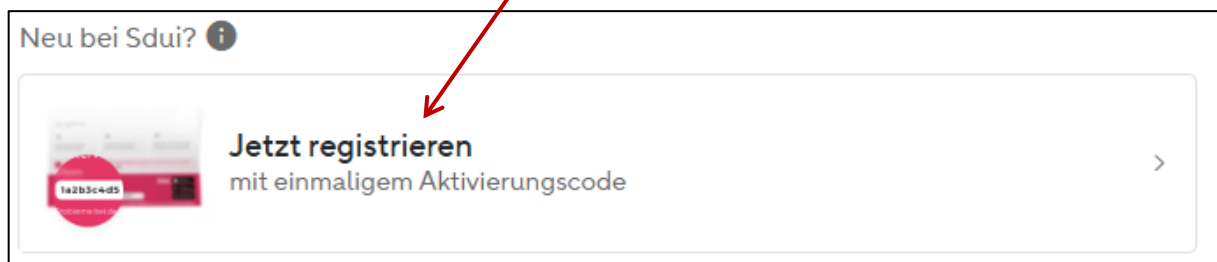 Neu bei Sdui?
Jetzt registrieren
mit einmaligem Aktivierungscode
1a2b3c4d5